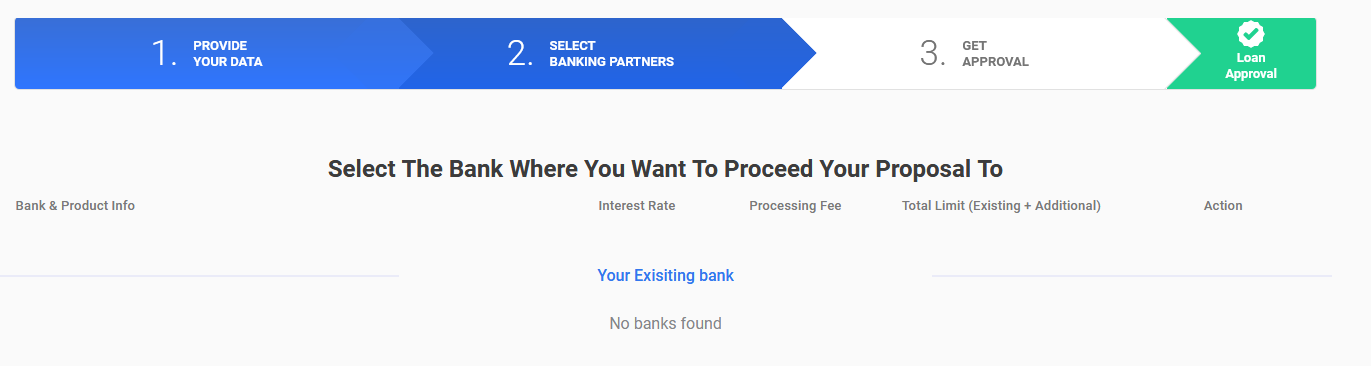 1. PROVIDE
YOUR DATA
2. SELECT
BANKING PARTNERS
3. GET
APPROVAL
Loan
Approval
Select The Bank Where You Want To Proceed Your Proposal To
Bank & Product Info Interest Rate Processing Fee Total Limit (Existing + Additional) Action
Your Exisiting bank
No banks found